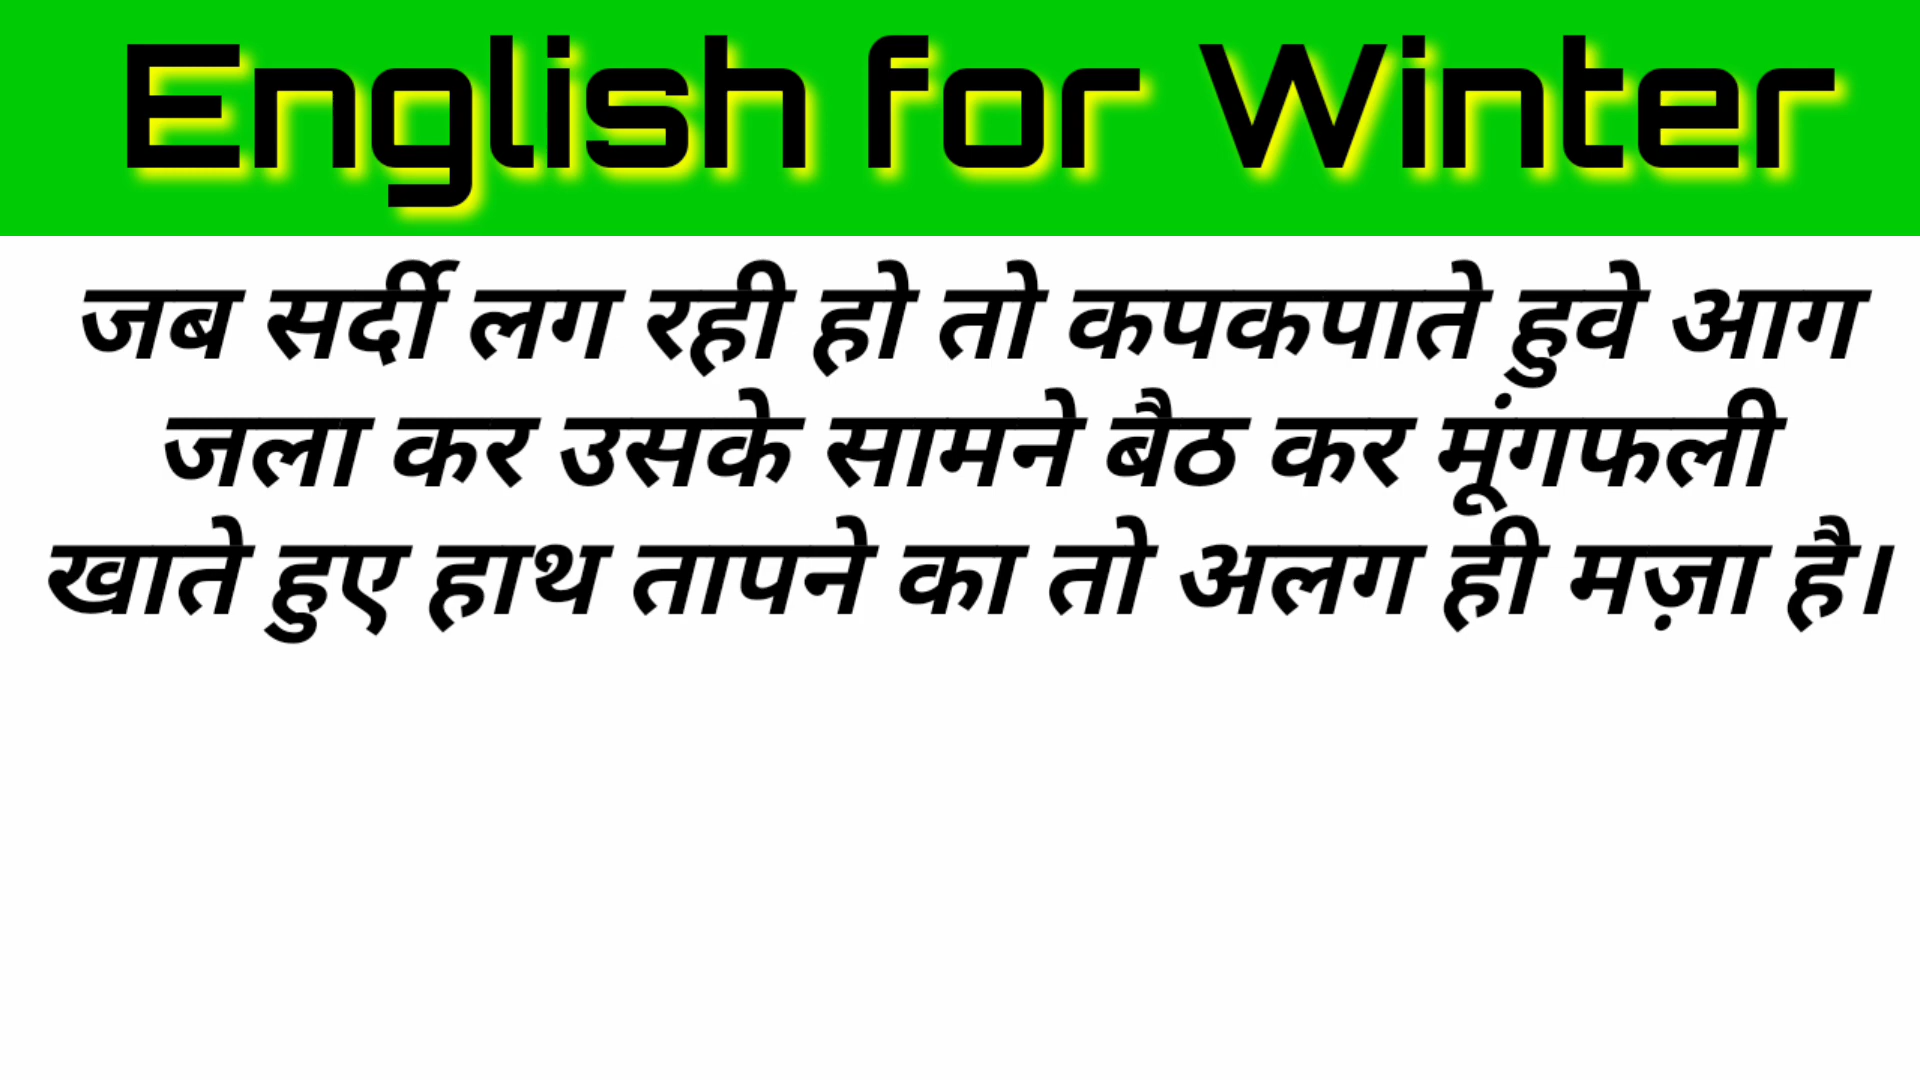 English for Winter
जब सर्दी लग रही हो तो कपकपाते हुवे आग
जला कर उसके सामने बैठ कर मूंगफली
खाते हुए हाथ तापने का तो अलग ही मज़ा है।